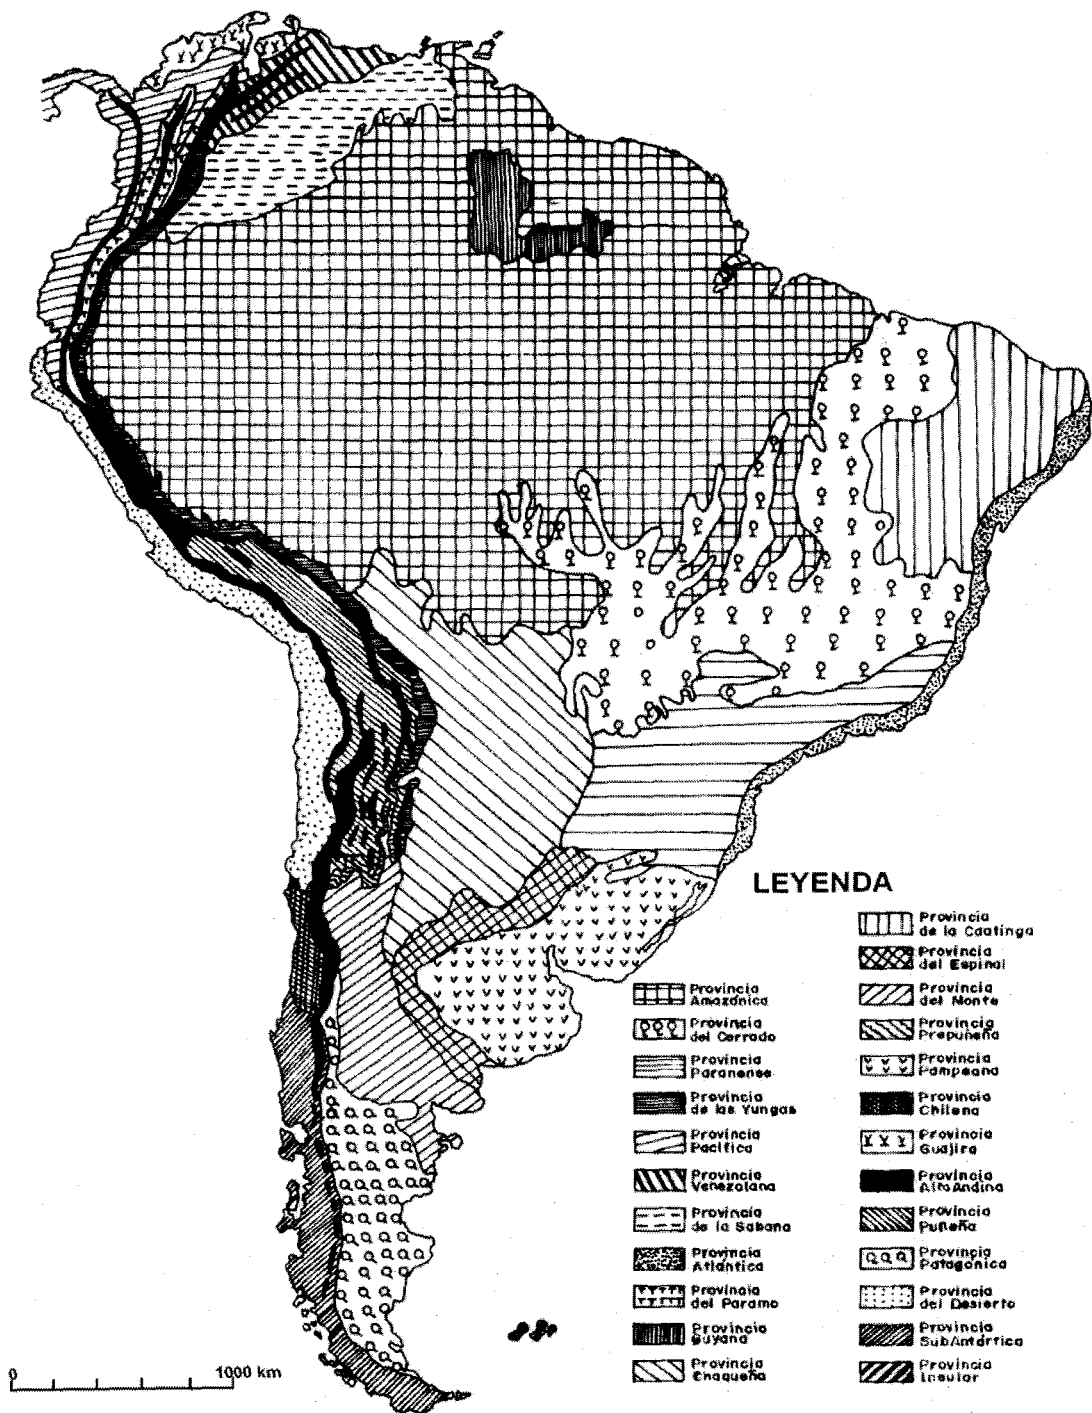 LEYENDA
Provincia
de la Caatinga
Provincia
del Espinal
Provincia
Amazónica
Provincia
del Monte
Provincia
del Cerrado
Provincia
Prepuñeña
Provincia
Paranense
Provincia
Pampeana
Provincia
de las Yungas
Provincia
Chilena
Provincia
Pacífica
Provincia
Guajira
Provincia
Venezolana
Provincia
AltoAndina
Provincia
de la Sabana
Provincia
Puñeña
Provincia
Atlántica
Provincia
Patagónica
Provincia
del Paramo
Provincia
del Desierto
Provincia
Guyana
Provincia
SubAntártica
Provincia
Chaqueña
Provincia
Insular
0 1000 km